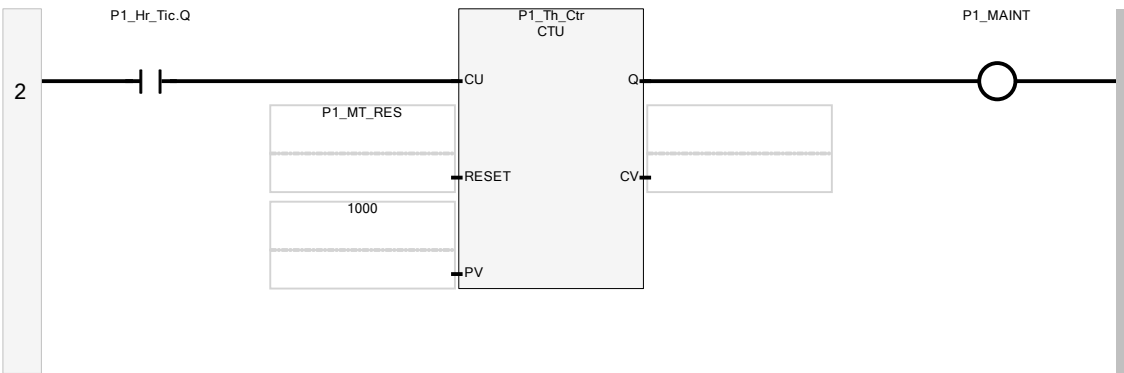 P1_Hr_Tic.Q
P1_Th_Ctr
CTU
P1_MAINT
2
CU
Q
P1_MT_RES
RESET
CV
1000
PV